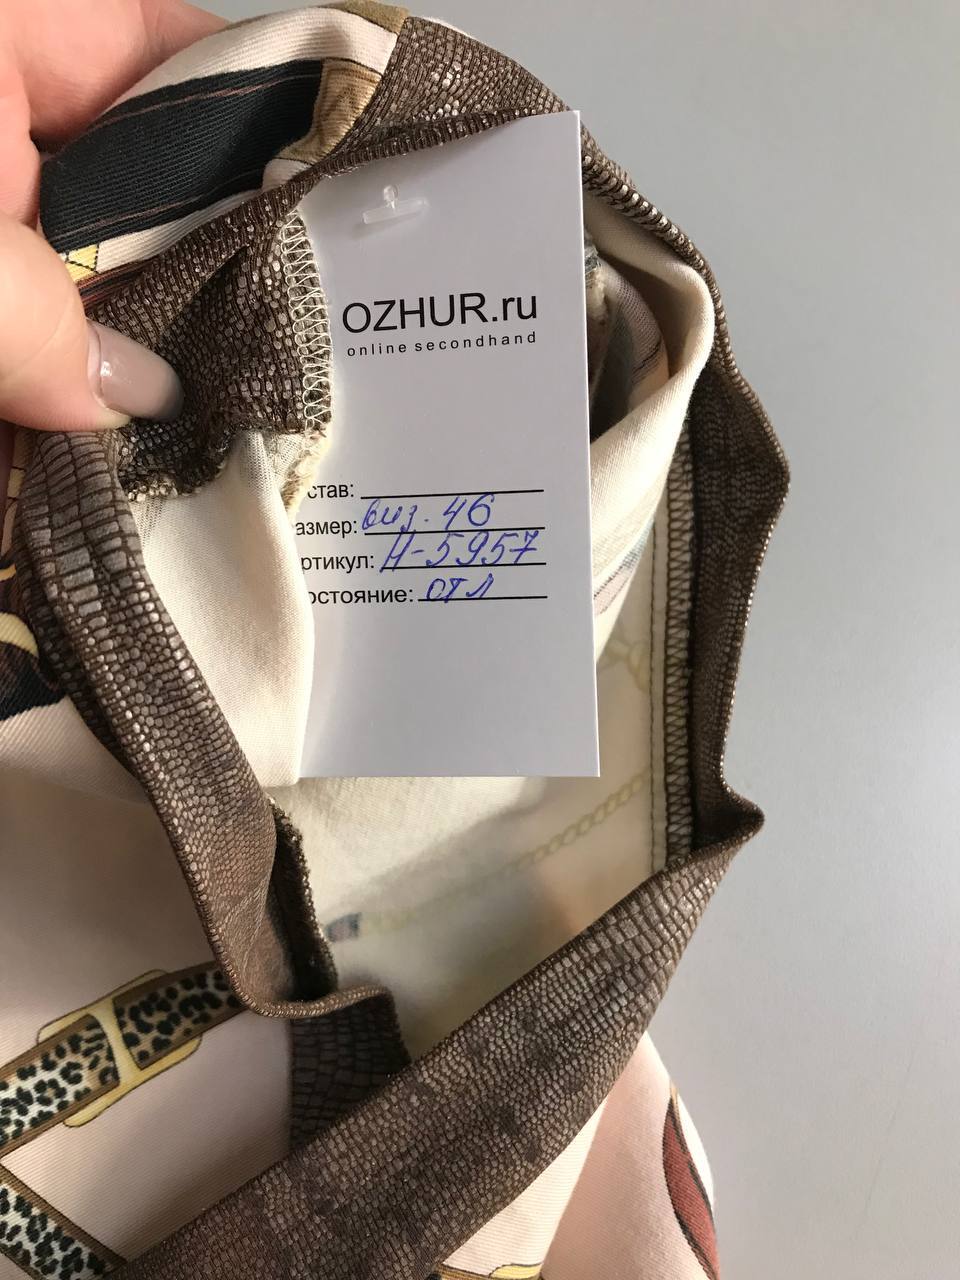 OZHUR.ru
online secondhand
став:
азмер: виз. 46
ртикул: Н-5957
остояние: отл